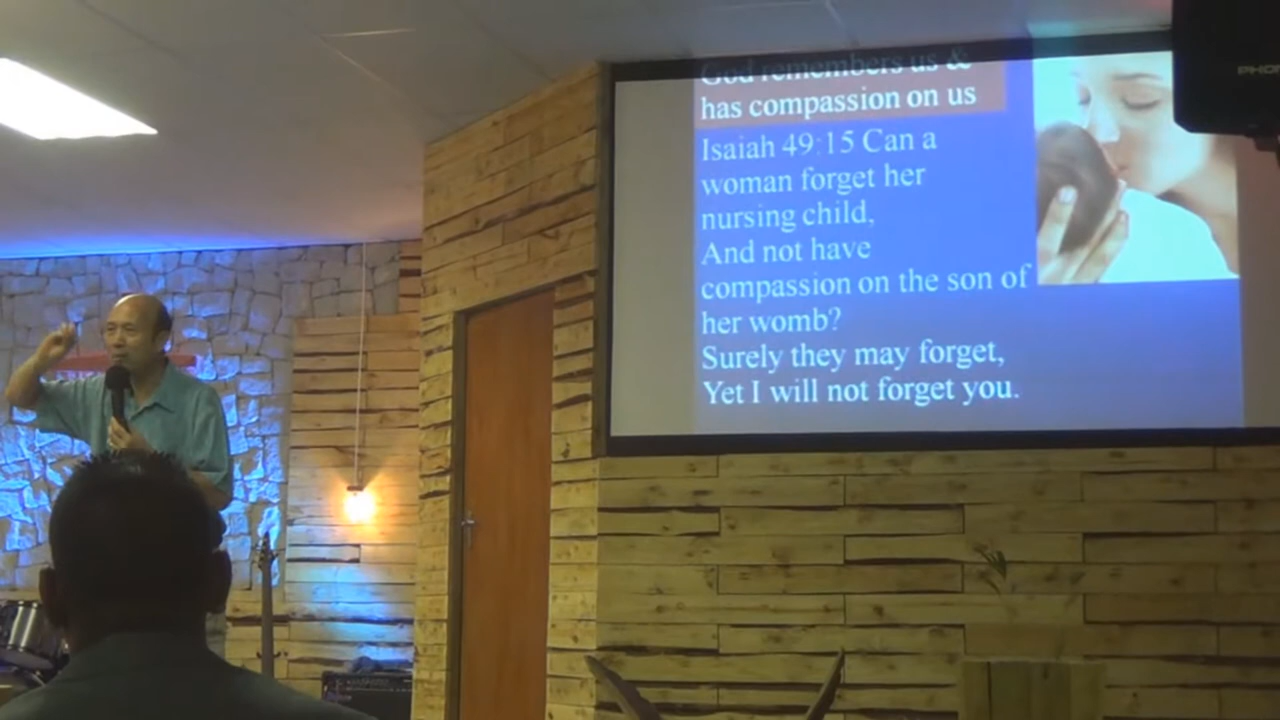 God remembers us &
has compassion on us
Isaiah 49:15 Can a
woman forget her
nursing child,
And not have
compassion on the son of
her womb?
Surely they may forget,
Yet I will not forget you.